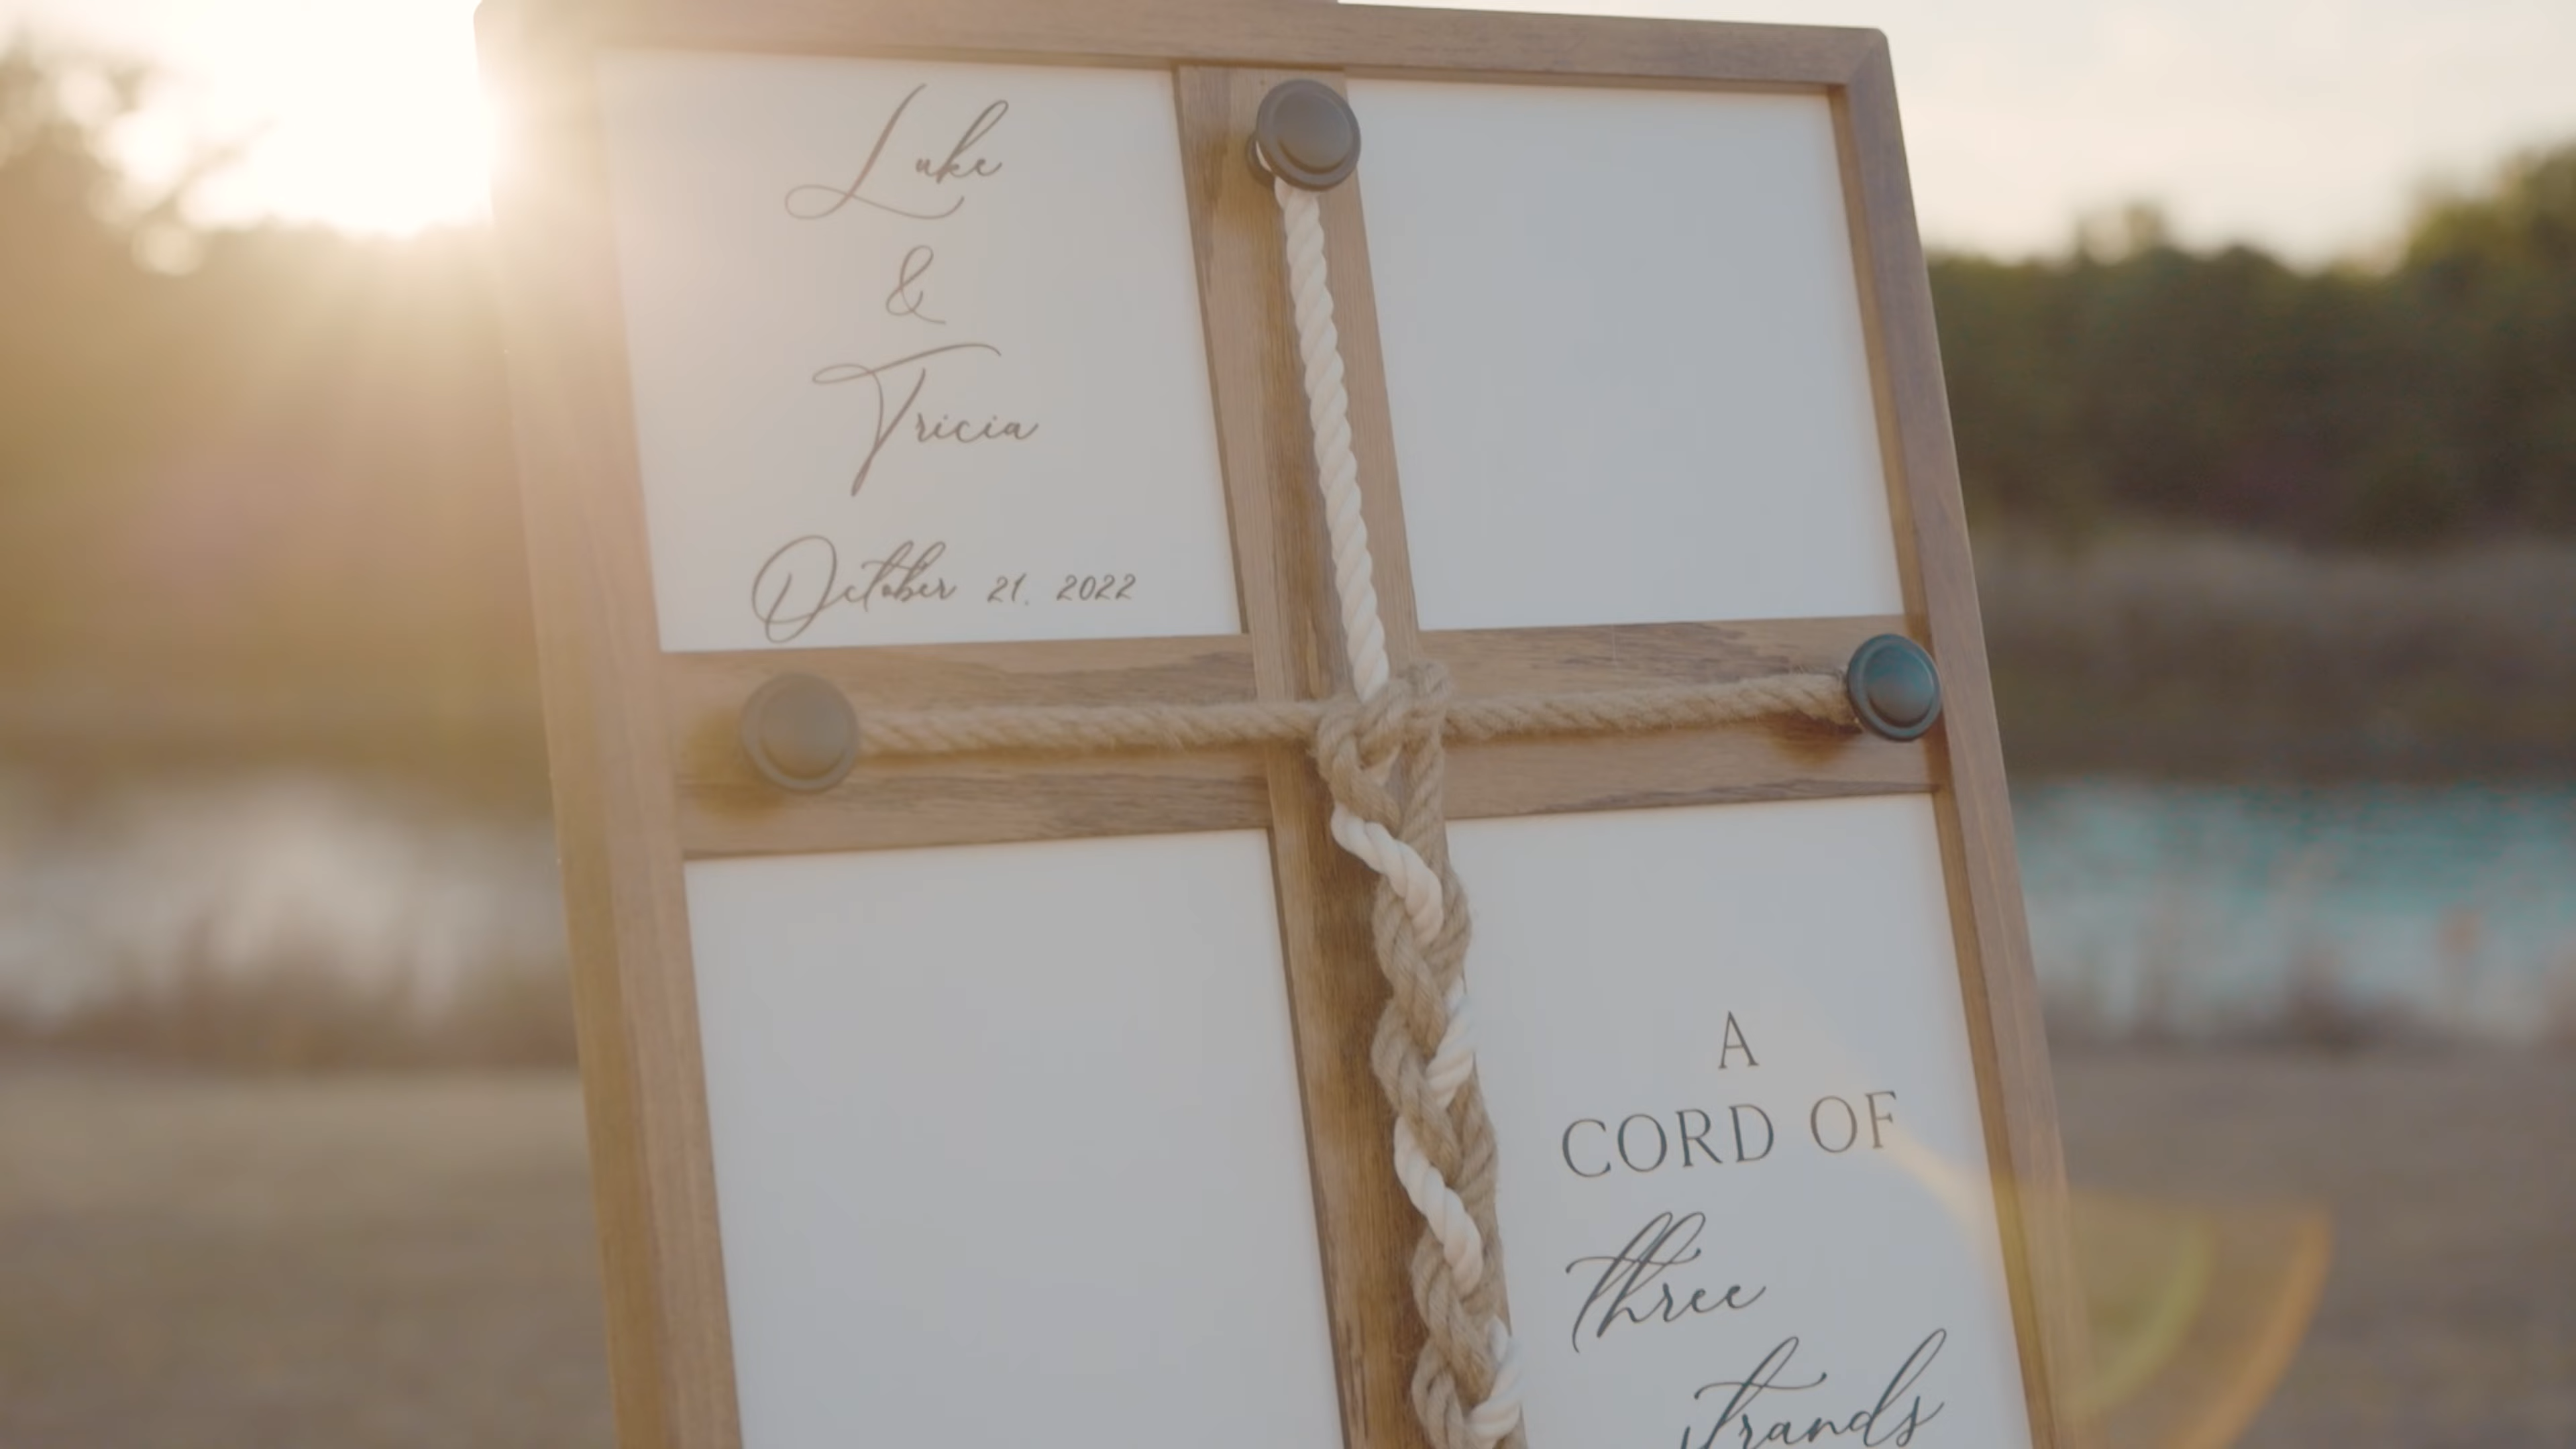 Luke
&
Tricia
October 21, 2022
A
CORD OF
three
strands